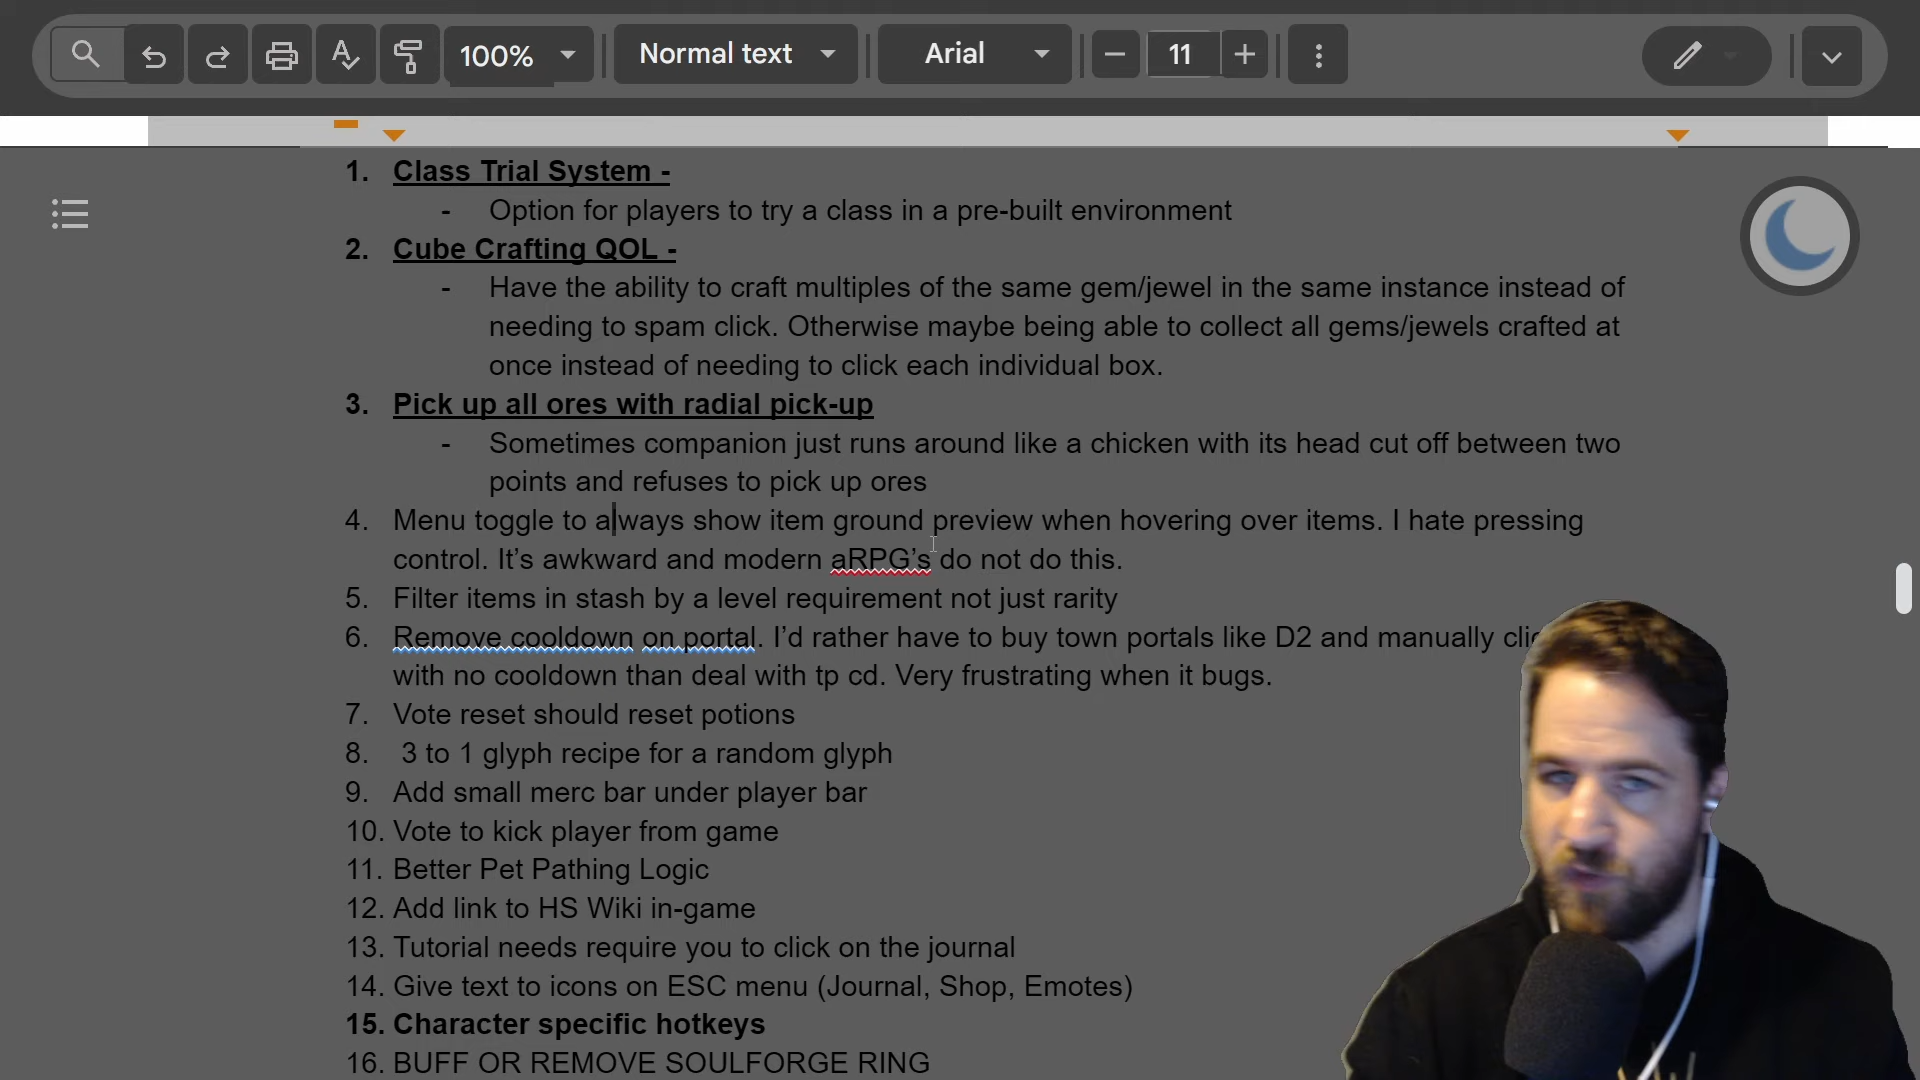 100%
Normal text
Arial
11
1. Class Trial System -
- Option for players to try a class in a pre-built environment
2. Cube Crafting QOL -
- Have the ability to craft multiples of the same gem/jewel in the same instance instead of
needing to spam click. Otherwise maybe being able to collect all gems/jewels crafted at
once instead of needing to click each individual box.
3. Pick up all ores with radial pick-up
- Sometimes companion just runs around like a chicken with its head cut off between two
points and refuses to pick up ores
4. Menu toggle to always show item ground preview when hovering over items. I hate pressing
control. It’s awkward and modern aRPG’s do not do this.
5. Filter items in stash by a level requirement not just rarity
6. Remove cooldown on portal. I’d rather have to buy town portals like D2 and manually
with no cooldown than deal with tp cd. Very frustrating when it bugs.
7. Vote reset should reset potions
8. 3 to 1 glyph recipe for a random glyph
9. Add small merc bar under player bar
10. Vote to kick player from game
11. Better Pet Pathing Logic
12. Add link to HS Wiki in-game
13. Tutorial needs require you to click on the journal
14. Give text to icons on ESC menu (Journal, Shop, Emotes)
15. Character specific hotkeys
16. BUFF OR REMOVE SOULFORGE RING